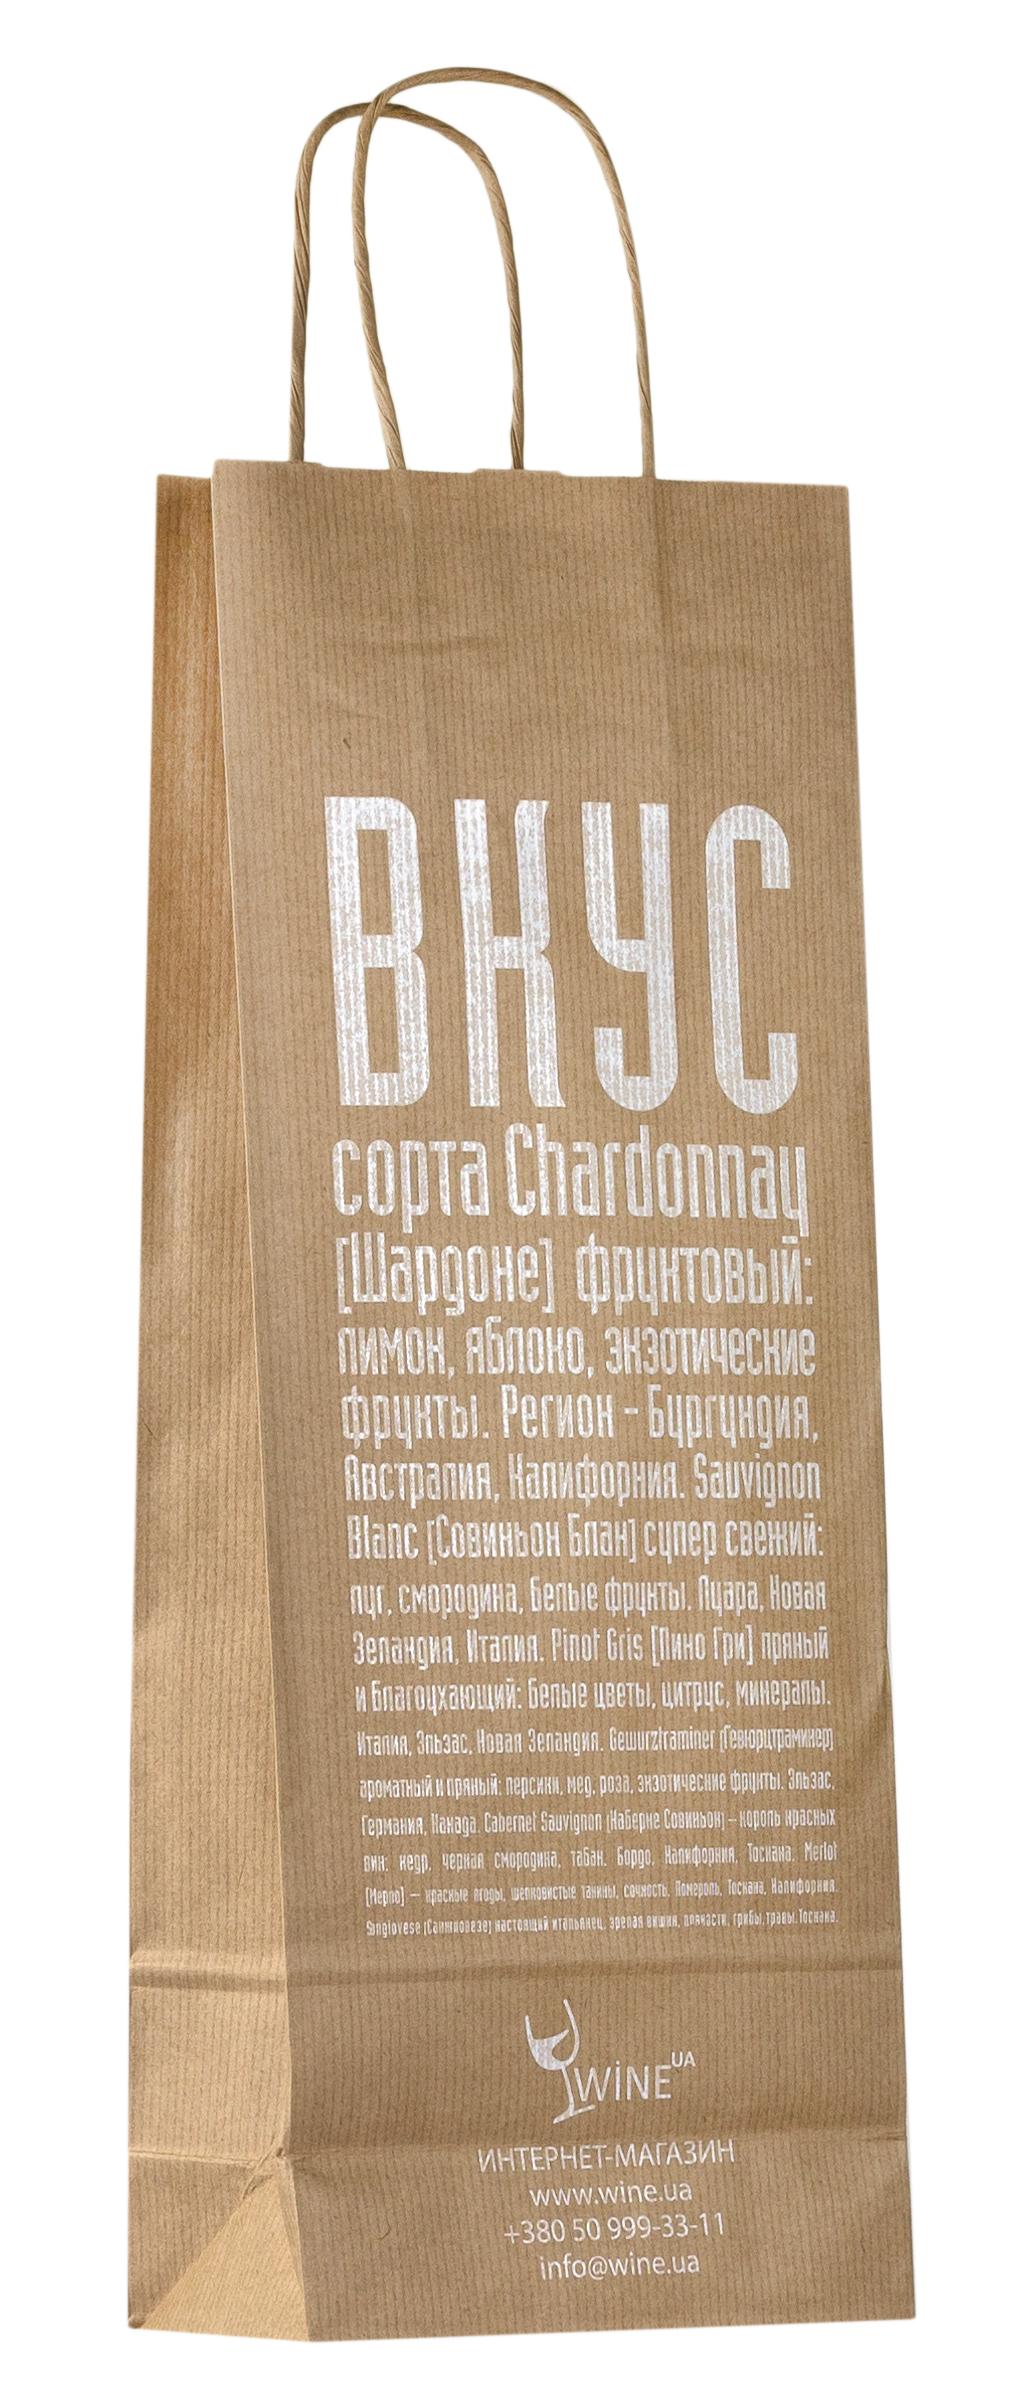 ВКУС
сорта Chardonnay
[Шардоне] фруктовый:
лимон, яблоко, экзотические
фрукты. Регион - Бургундия,
Австралия, Калифорния. Sauvignon
Blanc [Совиньон Блан] супер свежий:
луг, смородина, белые фрукты. Луара, Новая
Зеландия, Италия. Pinot Gris [Пино Гри] пряный
и благоухающий: белые цветы, цитрус, минералы.
Италия, Эльзас, Новая Зеландия. Gewurztraminer [Гевюрцтраминер]
ароматный и пряный: персики, мед, роза, экзотические фрукты. Эльзас,
Германия, Канада. Cabernet Sauvignon [Каберне Совиньон] – король красных
вин: кедр, черная смородина, табак. Бордо, Калифорния, Тоскана. Merlot
[Мерло] — красные ягоды, шелковистые танины, сочность. Помероль, Тоскана, Калифорния.
Sangiovese [Санджиовезе] настоящий итальянец, зрелая вишня, пряности, грибы, травы. Тоскана.
WINE UA
ИНТЕРНЕТ-МАГАЗИН
www.wine.ua
+380 50 999-33-11
info@wine.ua